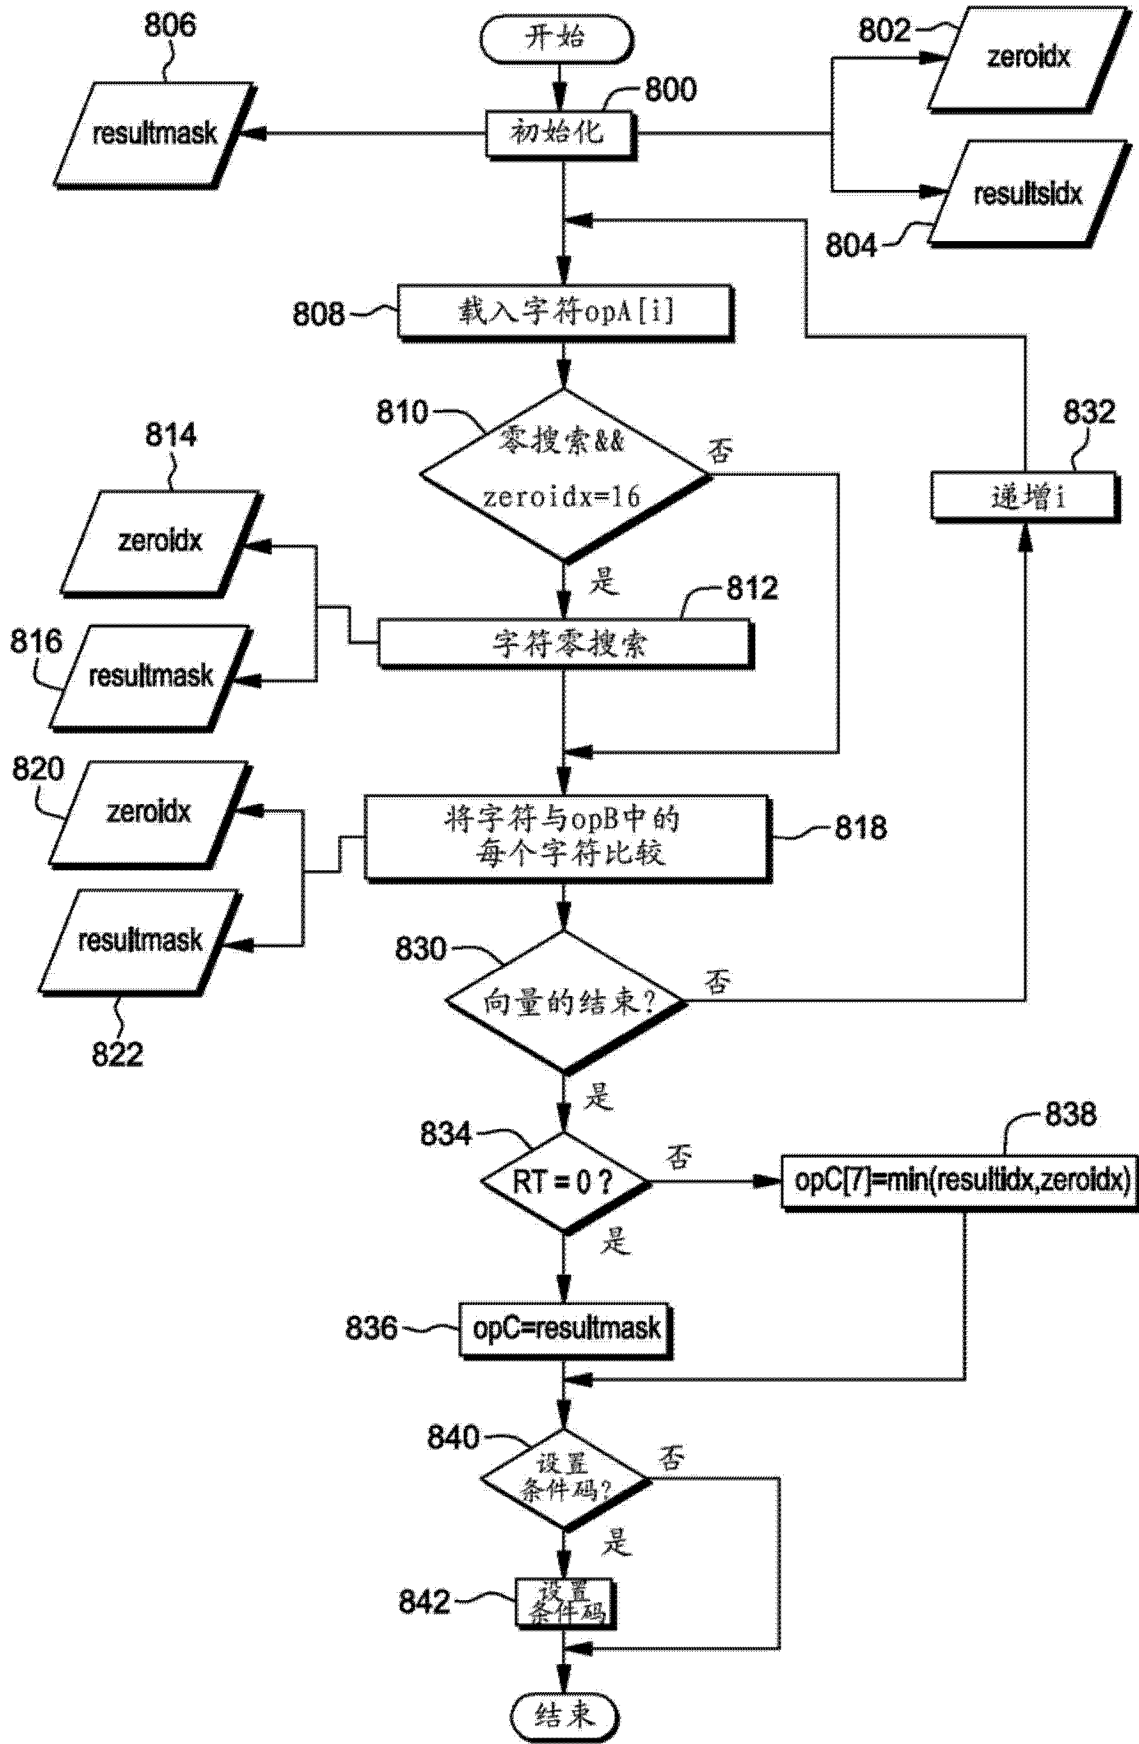 开始
806
802
zeroidx
800
初始化
resultmask
resultsidx
804
808
载入字符opA[i]
810
零搜索&&
zeroidx=16
否
832
递增i
814
zeroidx
是
812
字符零搜索
816
resultmask
820
zeroidx
将字符与opB中的
每个字符比较
818
resultmask
822
830
向量的结束?
否
是
834
RT = 0 ?
否
838
opC[7]=min(resultidx,zeroidx)
是
836
opC=resultmask
840
设置
条件码?
否
是
842
设置
条件码
结束